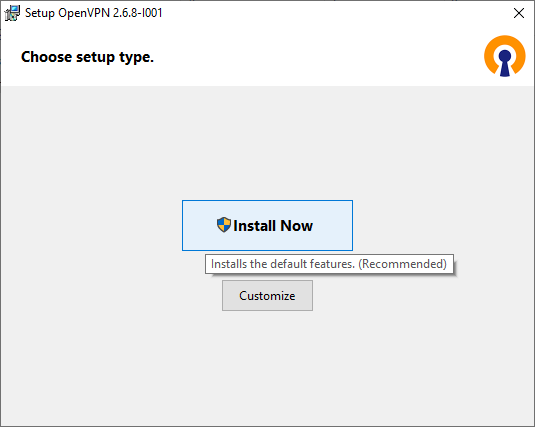 Setup OpenVPN 2.6.8-I001
Choose setup type.
Install Now
Installs the default features. (Recommended)
Customize